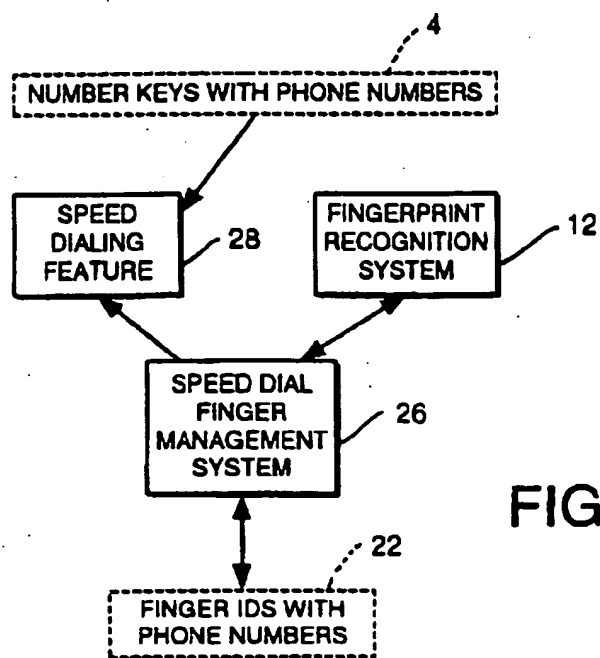 4
NUMBER KEYS WITH PHONE NUMBERS
SPEED
DIALING
FEATURE
28
FINGERPRINT
RECOGNITION
SYSTEM
12
SPEED DIAL
FINGER
MANAGEMENT
SYSTEM
26
FIG
22
FINGER IDS WITH
PHONE NUMBERS